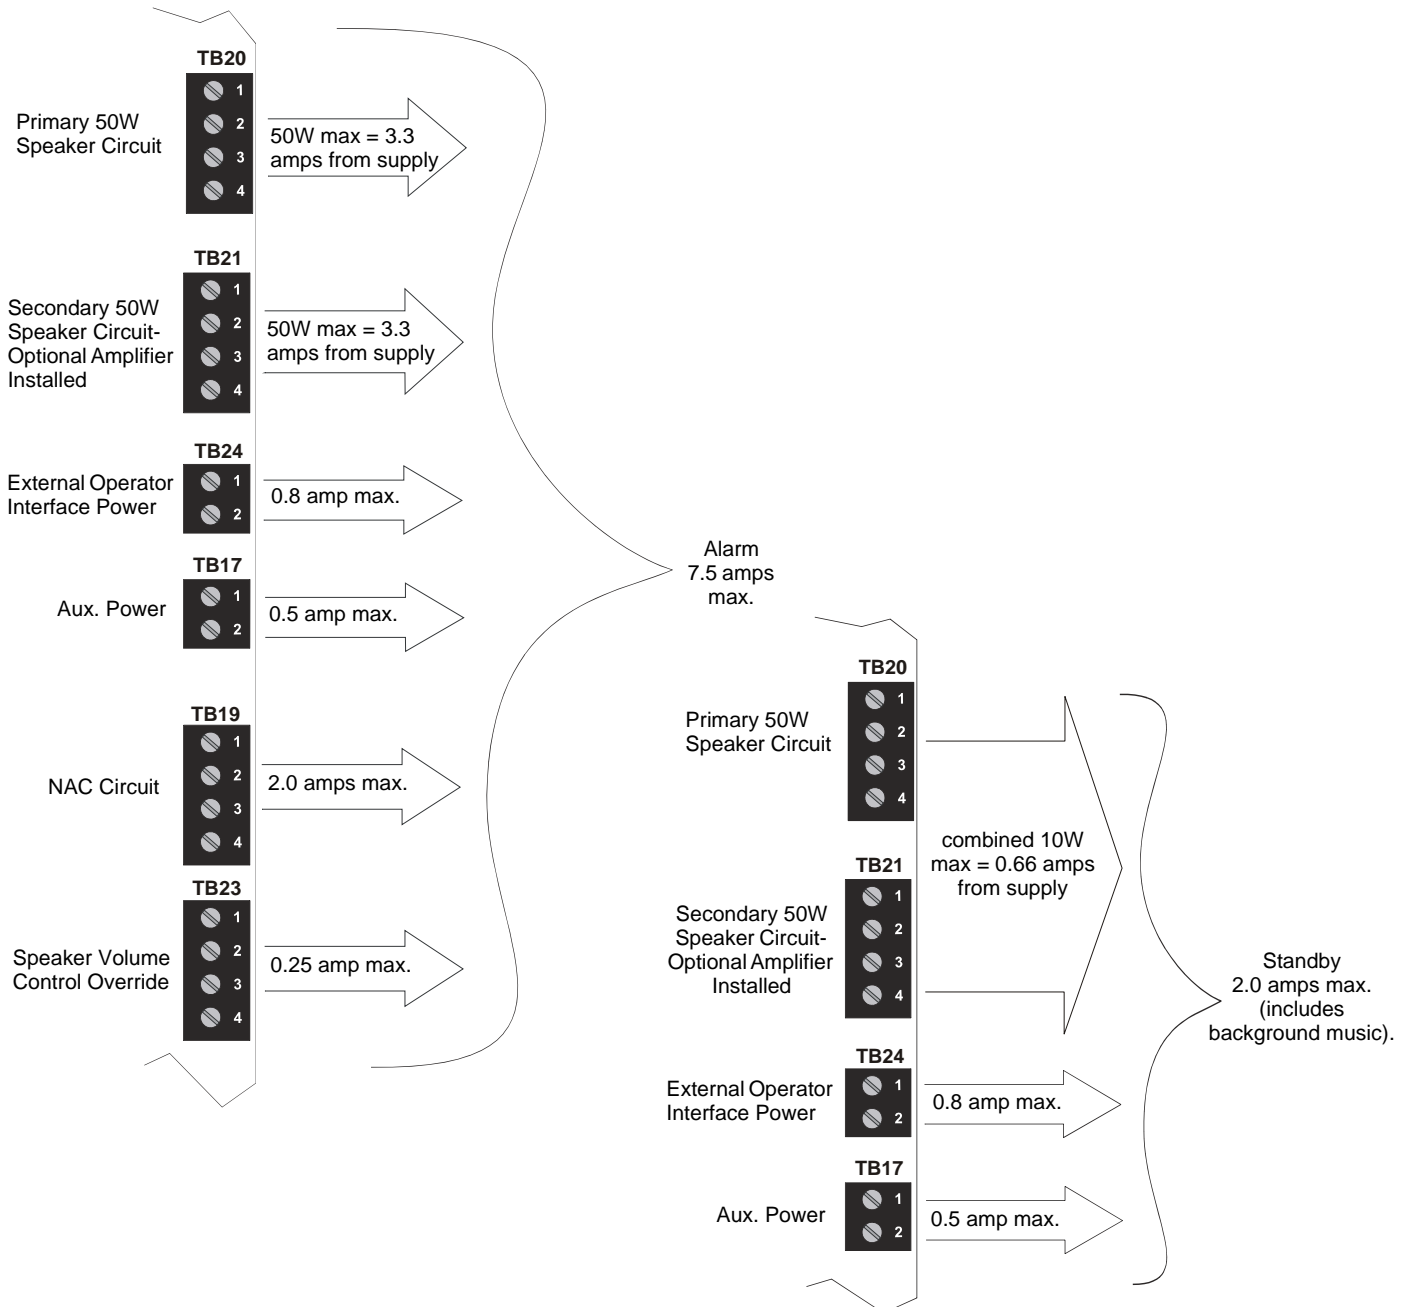 TB20
1
2
3
4
Primary 50W
Speaker Circuit
50W max = 3.3
amps from supply
TB21
1
2
3
4
Secondary 50W
Speaker Circuit-
Optional Amplifier
Installed
50W max = 3.3
amps from supply
TB24
1
2
External Operator
Interface Power
0.8 amp max.
TB17
1
2
Aux. Power
0.5 amp max.
TB19
1
2
3
4
NAC Circuit
2.0 amps max.
TB23
1
2
3
4
Speaker Volume
Control Override
0.25 amp max.
Alarm
7.5 amps
max.
TB20
1
2
3
4
Primary 50W
Speaker Circuit
combined 10W
max = 0.66 amps
from supply
TB21
1
2
3
4
Secondary 50W
Speaker Circuit-
Optional Amplifier
Installed
TB24
1
2
External Operator
Interface Power
0.8 amp max.
TB17
1
2
Aux. Power
0.5 amp max.
Standby
2.0 amps max.
(includes
background music).